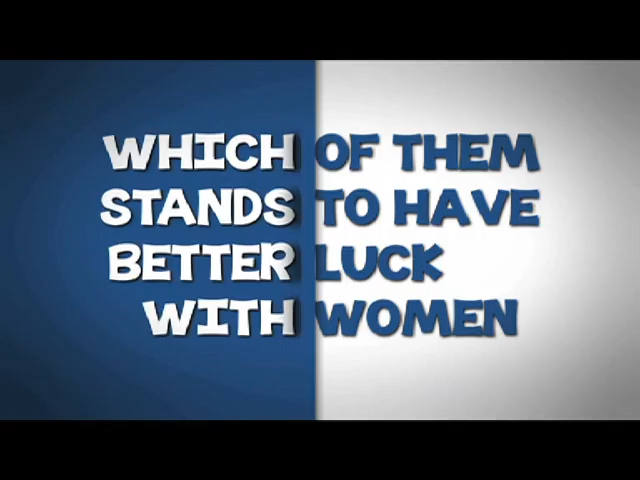 WHICH OF THEM
STANDS TO HAVE
BETTER LUCK
WITH WOMEN